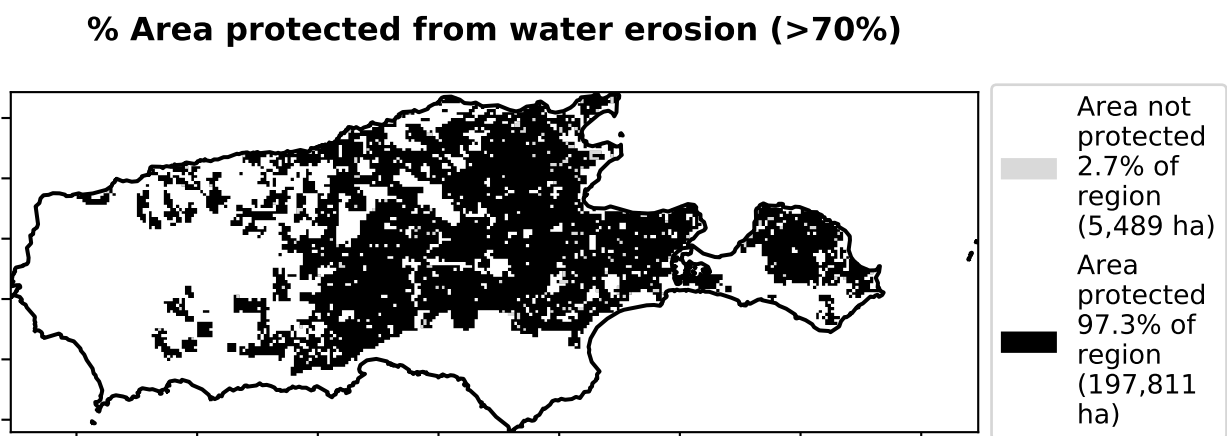 % Area protected from water erosion (>70%)
Area not
protected
2.7% of
region
(5,489 ha)
Area
protected
97.3% of
region
(197,811
ha)